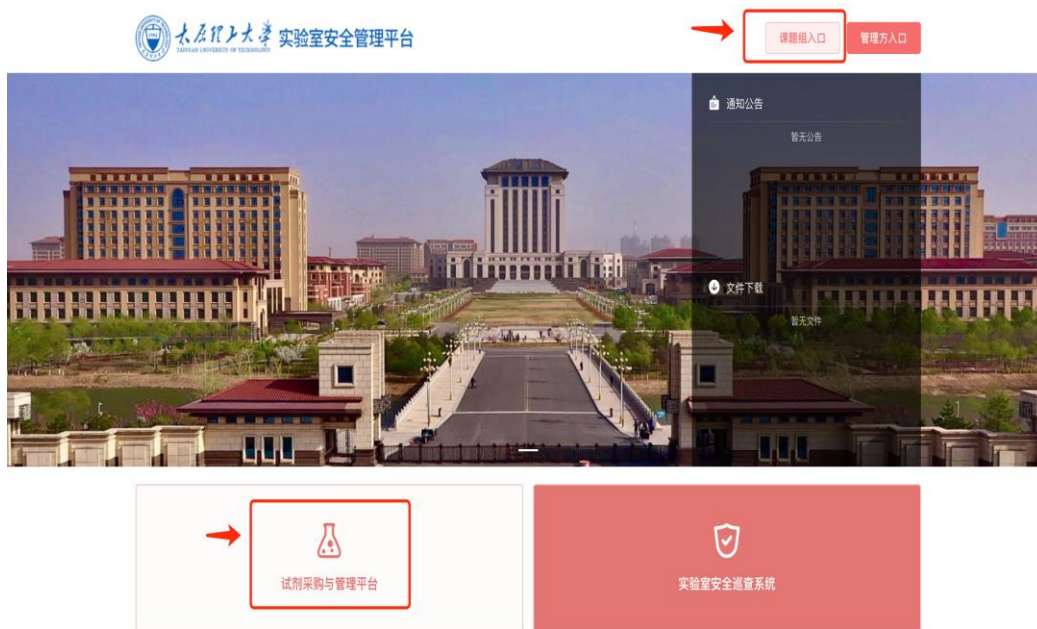 太原理工大学
TAIYUAN UNIVERSITY OF TECHNOLOGY
实验室安全管理平台
课题组入口
管理方入口
通知公告
暂无公告
文件下载
暂无文件
试剂采购与管理平台
实验室安全巡查系统